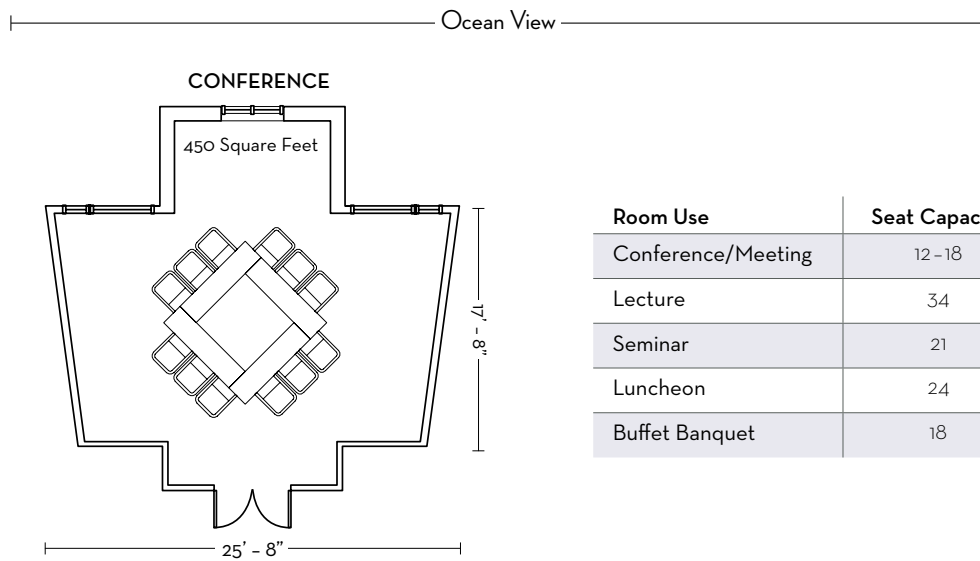 Ocean View
CONFERENCE
450 Square Feet
17’ – 8”
25’ – 8”
Room Use Seat Capac
Conference/Meeting 12–18
Lecture 34
Seminar 21
Luncheon 24
Buffet Banquet 18